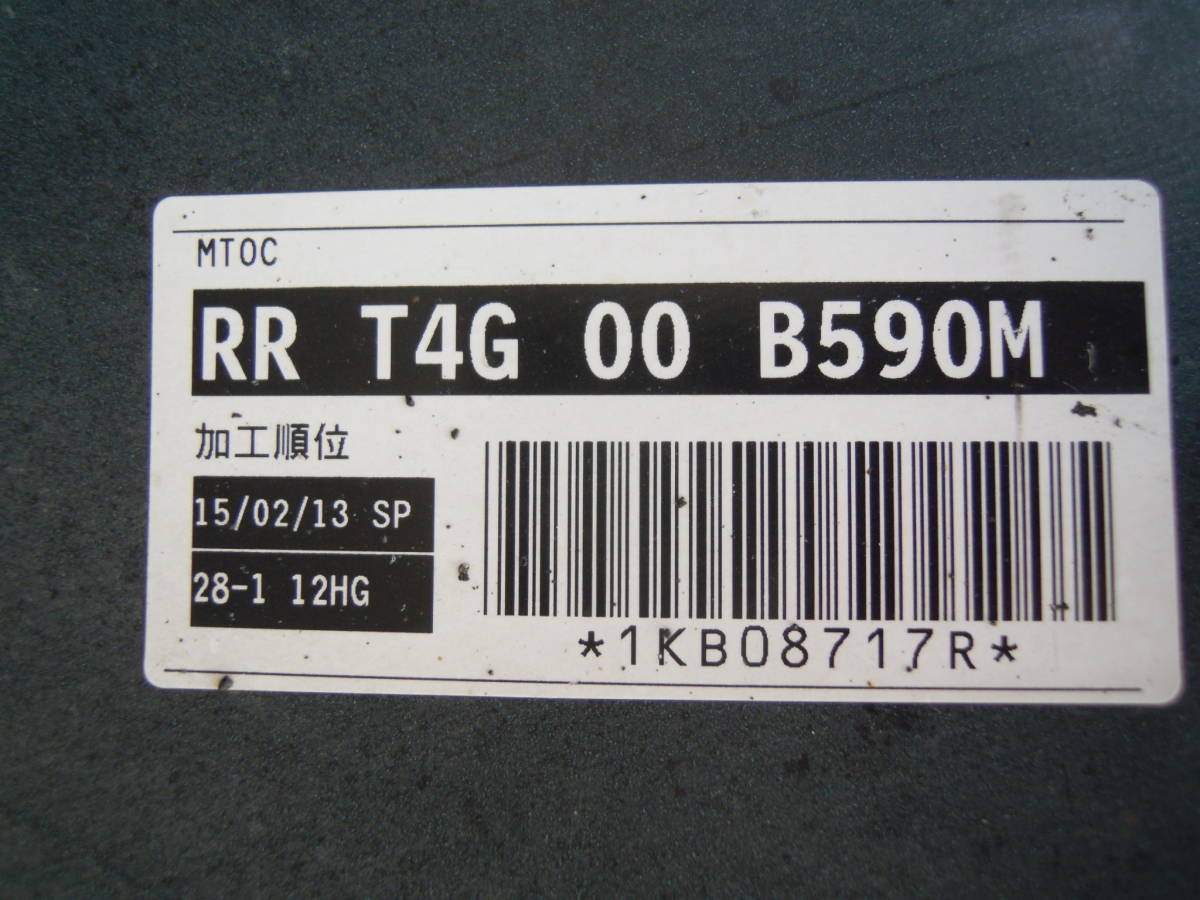 MTOC
RR T4G 00 B590M
加工順位
15/02/13 SP
28-1 12HG
*1KB08717R*